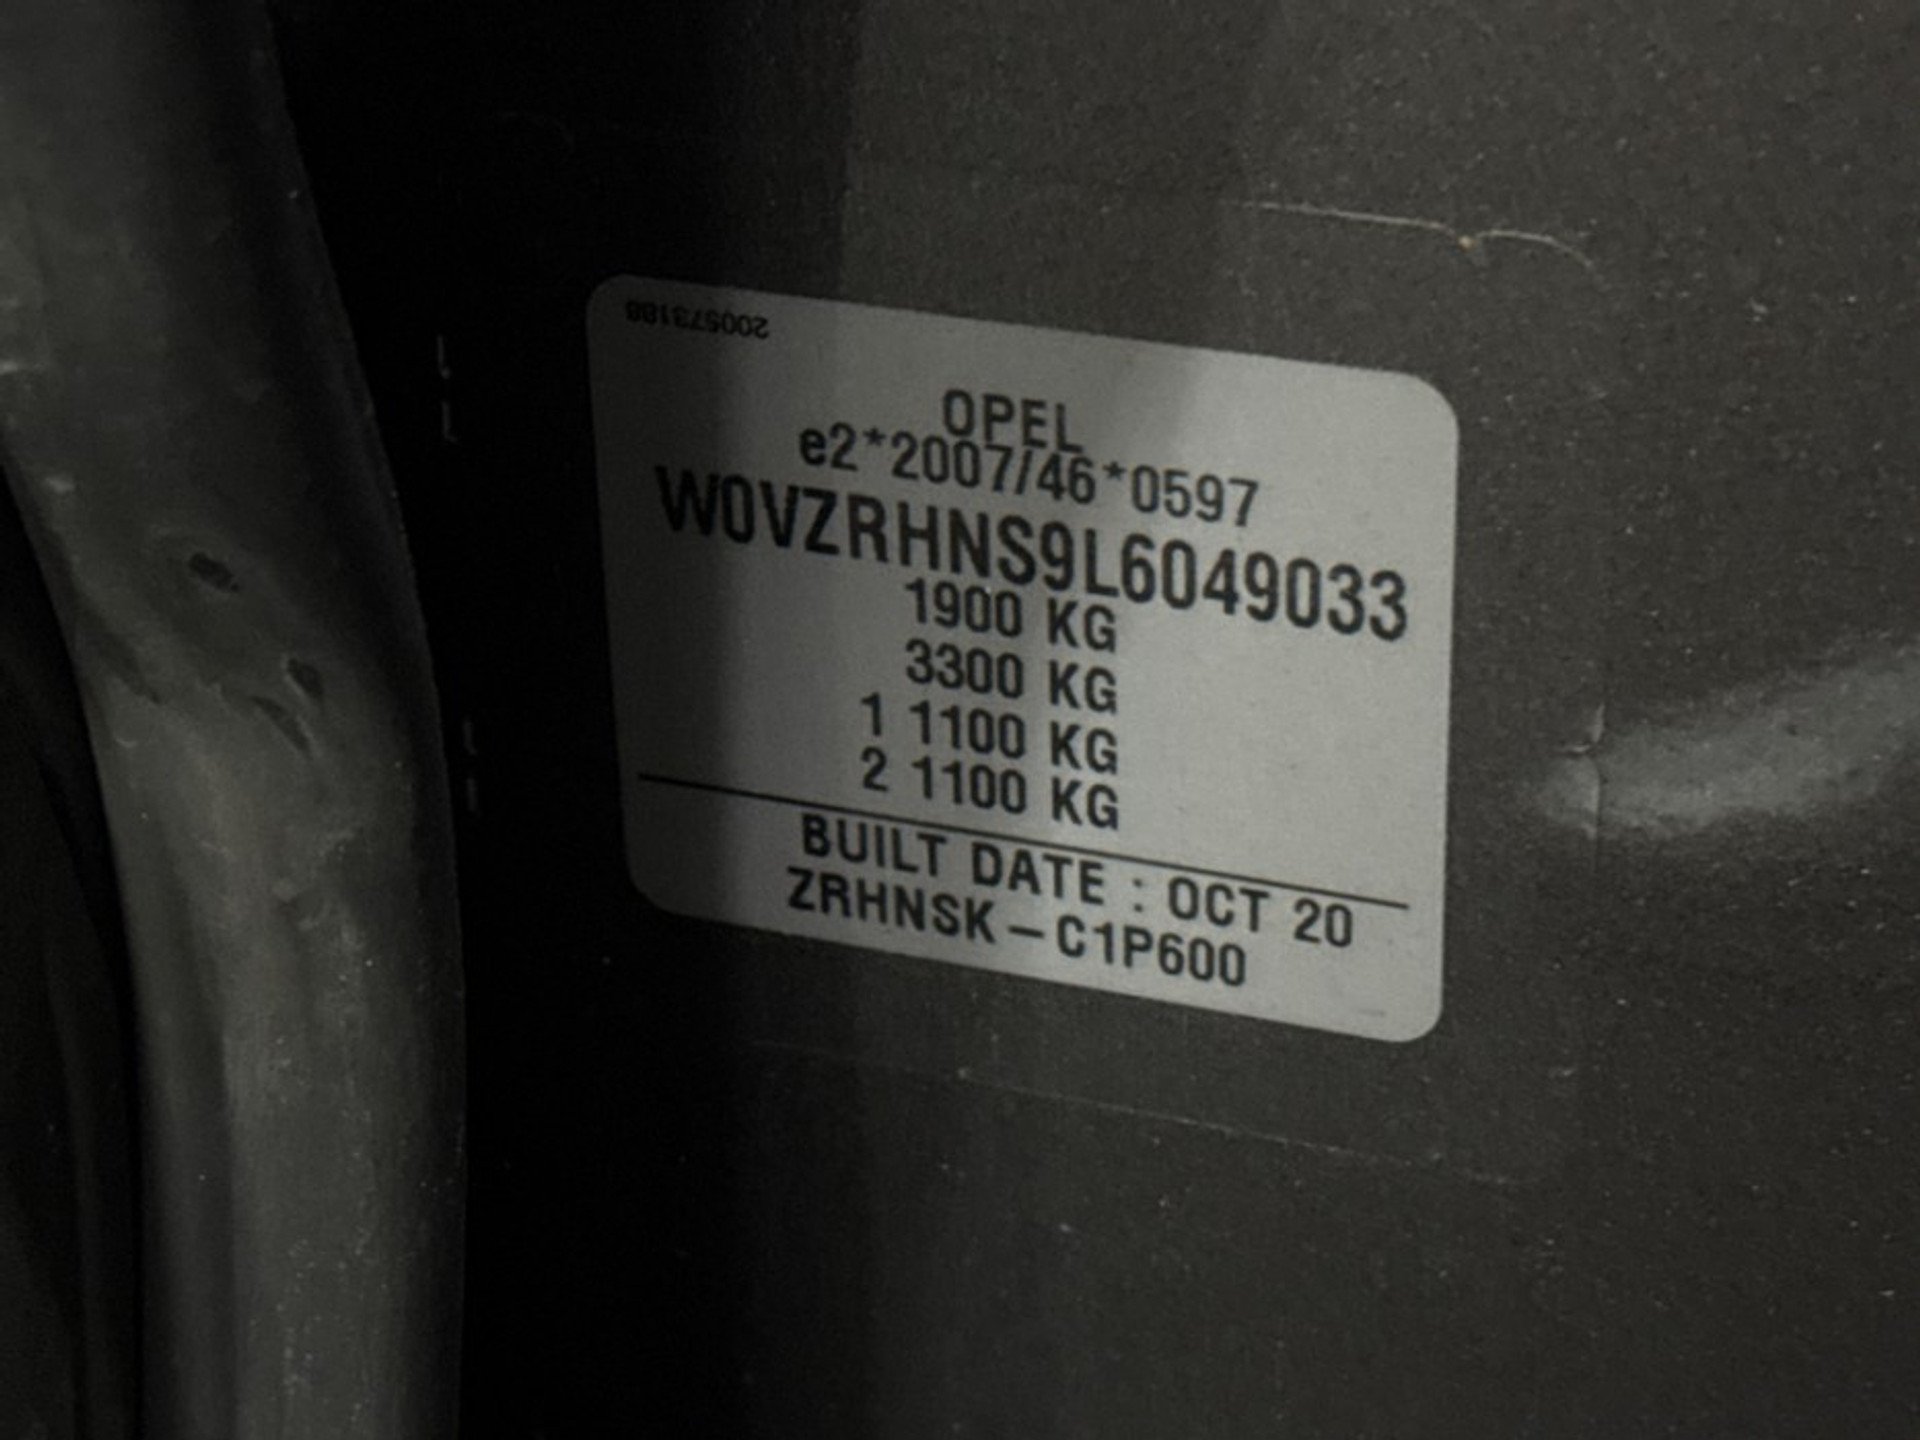 200573188
OPEL
e2*2007/46*0597
W0VZRHNS9L6049033
1900 KG
3300 KG
1 1100 KG
2 1100 KG
BUILT DATE : OCT 20
ZRHNSK – C1P600